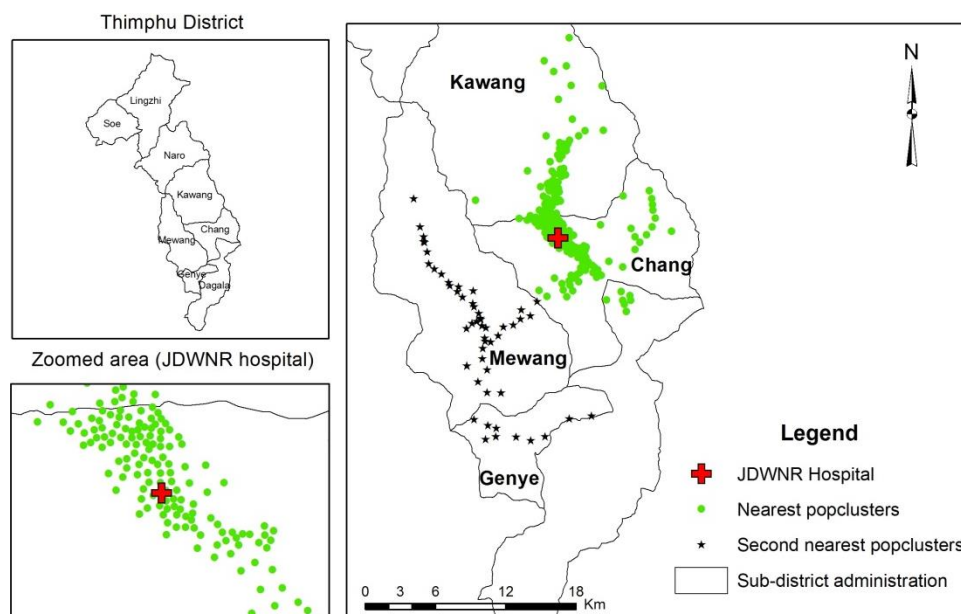 Thimphu District
Lingzhi
Soe
Naro
Kawang
Chang
Mewang
Genye
Dagala
Zoomed area (JDWNR hospital)
Kawang
Chang
Mewang
Genye
N
Legend
JDWNR Hospital
Nearest popclusters
Second nearest popclusters
Sub-district administration
0 3 6 12 18
Km